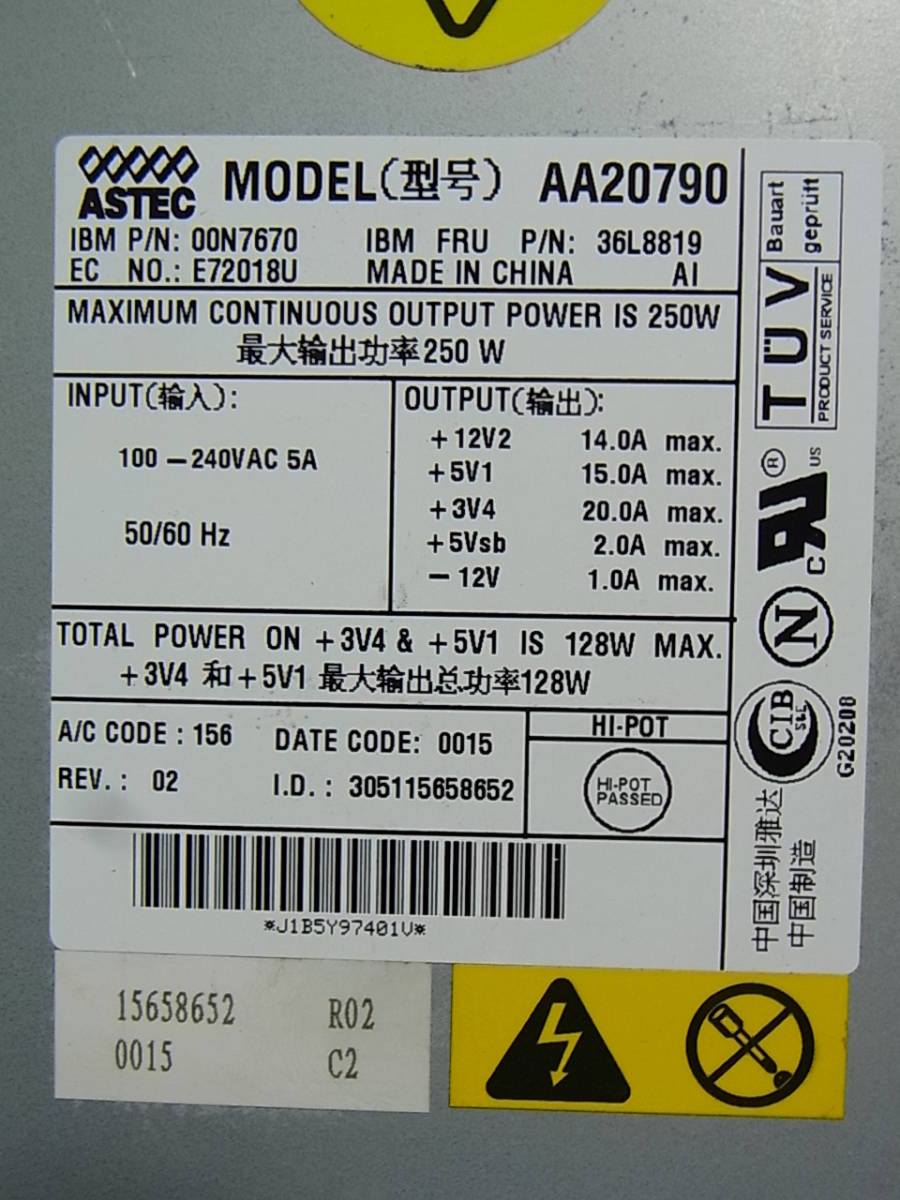 ASTEC MODEL(型号) AA20790
IBM P/N: 00N7670 IBM FRU P/N: 36L8819
EC NO.: E72018U MADE IN CHINA AI
MAXIMUM CONTINUOUS OUTPUT POWER IS 250W
最大输出功率250 W
INPUT(输入):
100-240VAC 5A
50/60 Hz
OUTPUT(输出):
+12V2 14.0A max.
+5V1 15.0A max.
+3V4 20.0A max.
+5Vsb 2.0A max.
-12V 1.0A max.
TOTAL POWER ON +3V4 & +5V1 IS 128W MAX.
+3V4 和+5V1 最大输出总功率128W
A/C CODE : 156 DATE CODE: 0015
REV. : 02 I.D. : 305115658652
HI-POT
HI-POT
PASSED
*J1B5Y97401V*
Bauart
geprüft
TÜV
PRODUCT SERVICE
®
C US
N
CIB
S&E
G20208
中国深圳雅达
中国制造
15658652 R02
0015 C2